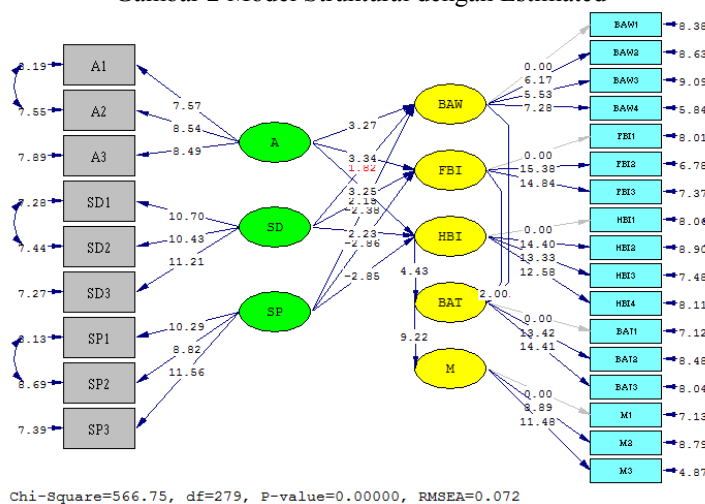 Gambar 2 Model Struktural dengan Estimated
A1
A2
A3
SD1
SD2
SD3
SP1
SP2
SP3
7.55
7.89
7.44
7.27
8.69
7.39
7.57
8.54
8.49
10.70
10.43
11.21
10.29
8.82
11.56
A
SD
SP
3.27
3.34
1.82
3.25
-2.38
2.23
-2.86
-2.85
BAW
FBI
HBI
BAT
M
4.43
9.22
2.00
0.00
6.17
5.53
7.28
0.00
15.38
14.84
0.00
14.40
13.33
12.58
0.00
13.42
14.41
0.00
8.89
11.48
BAW1
BAW2
BAW3
BAW4
FBI1
FBI2
FBI3
HBI1
HBI2
HBI3
HBI4
BAT1
BAT2
BAT3
M1
M2
M3
8.38
8.63
9.09
5.84
8.01
6.78
7.37
8.90
7.48
8.11
7.12
8.48
8.04
7.13
8.79
4.87
Chi-Square=566.75, df=279, P-value=0.00000, RMSEA=0.072